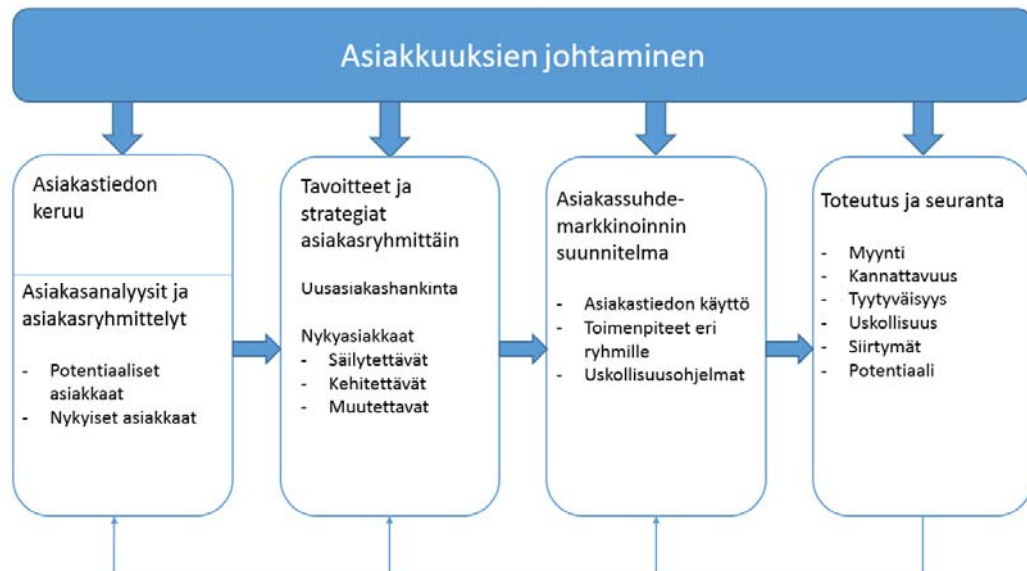 Asiakkuuksien johtaminen
Asiakastiedon
keruu
Asiakasanalyysit ja
asiakasryhmittelyt
- Potentiaaliset
asiakkaat
- Nykyiset asiakkaat
Tavoitteet ja
strategiat
asiakasryhmittäin
Uusasiakashankinta
Nykyasiakkaat
- Säilytettävät
- Kehitettävät
- Muutettavat
Asiakassuhde-
markkinoinnin
suunnitelma
- Asiakastiedon käyttö
- Toimenpiteet eri
ryhmille
- Uskollisuusohjelmat
Toteutus ja seuranta
- Myynti
- Kannattavuus
- Tyytyväisyys
- Uskollisuus
- Siirtymät
- Potentiaali